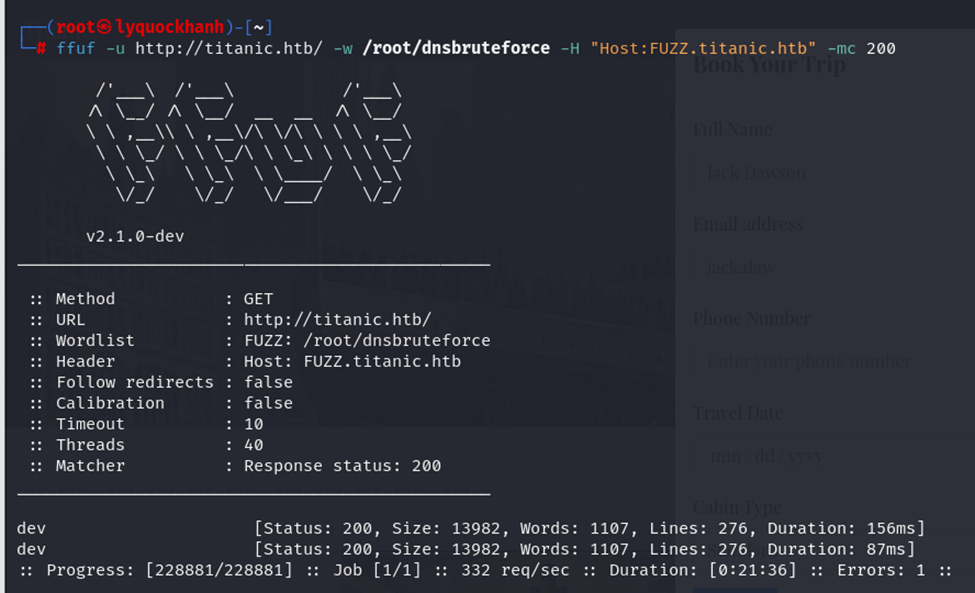 ┌──(root㉿lyquockhanh)-[~]
└─# ffuf -u http://titanic.htb/ -w /root/dnsbruteforce -H "Host:FUZZ.titanic.htb" -mc 200
Book Your Trip
Full Name
Jack Dawson
Email address
jack.daw
Phone Number
Enter your phone number
Travel Date
mm / dd / yyyy
Cabin Type
v2.1.0-dev
:: Method : GET
:: URL : http://titanic.htb/
:: Wordlist : FUZZ: /root/dnsbruteforce
:: Header : Host: FUZZ.titanic.htb
:: Follow redirects : false
:: Calibration : false
:: Timeout : 10
:: Threads : 40
:: Matcher : Response status: 200
dev [Status: 200, Size: 13982, Words: 1107, Lines: 276, Duration: 156ms]
dev [Status: 200, Size: 13982, Words: 1107, Lines: 276, Duration: 87ms]
:: Progress: [228881/228881] :: Job [1/1] :: 332 req/sec :: Duration: [0:21:36] :: Errors: 1 ::